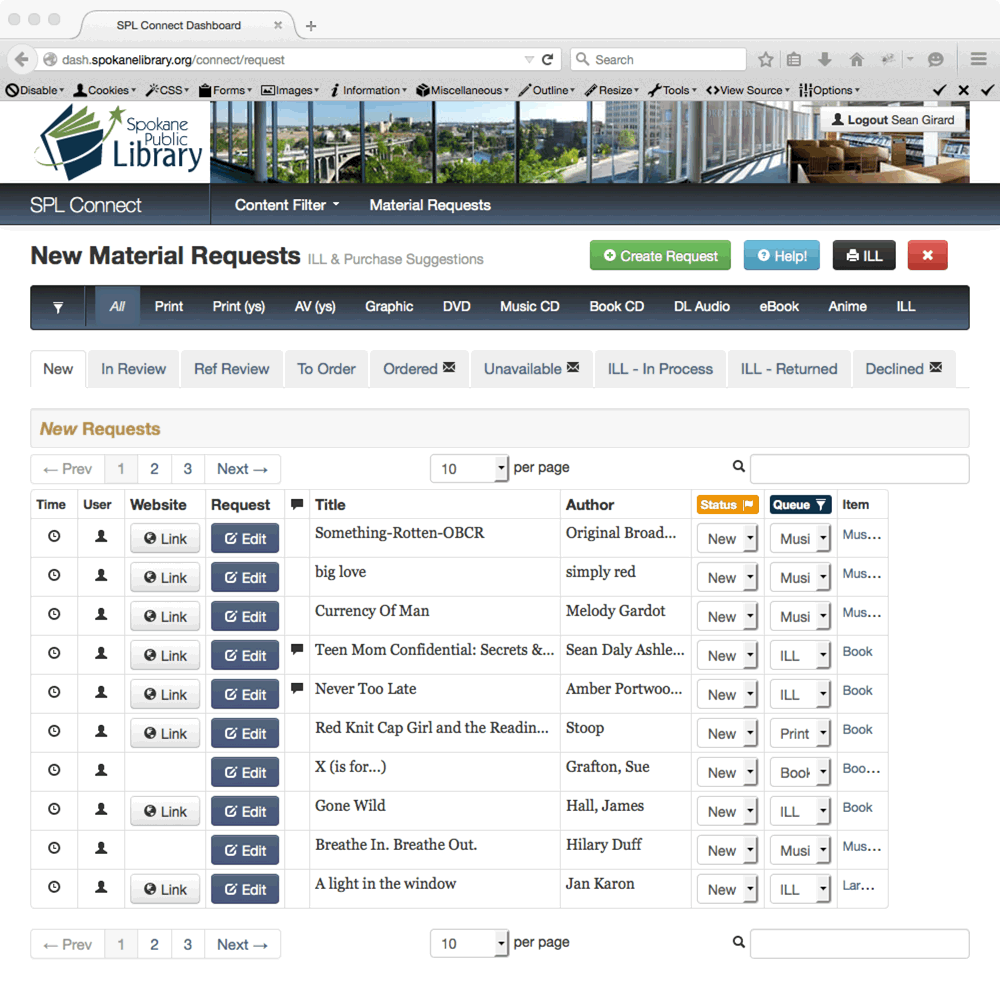 SPL Connect Dashboard
dash.spokanelibrary.org/connect/request
Search
Disable Cookies CSS Forms Images Information Miscellaneous Outline Resize Tools View Source Options
Spokane
Public
Library
Logout Sean Girard
SPL Connect Content Filter Material Requests
New Material Requests ILL & Purchase Suggestions Create Request Help! ILL
All Print Print (ys) AV (ys) Graphic DVD Music CD Book CD DL Audio eBook Anime ILL
New In Review Ref Review To Order Ordered Unavailable ILL - In Process ILL - Returned Declined
New Requests
← Prev 1 2 3 Next → 10 per page
Time User Website Request Title Author Status Queue Item
Link Edit Something-Rotten-OBCR Original Broad... New Musi Mus...
Link Edit big love simply red New Musi Mus...
Link Edit Currency Of Man Melody Gardot New Musi Mus...
Link Edit Teen Mom Confidential: Secrets &... Sean Daly Ashle... New ILL Book
Link Edit Never Too Late Amber Portwoo... New ILL Book
Link Edit Red Knit Cap Girl and the Readin... Stoop New Print Book
Edit X (is for...) Grafton, Sue New Book Boo...
Link Edit Gone Wild Hall, James New ILL Book
Edit Breathe In. Breathe Out. Hilary Duff New Musi Mus...
Link Edit A light in the window Jan Karon New ILL Lar...
← Prev 1 2 3 Next → 10 per page